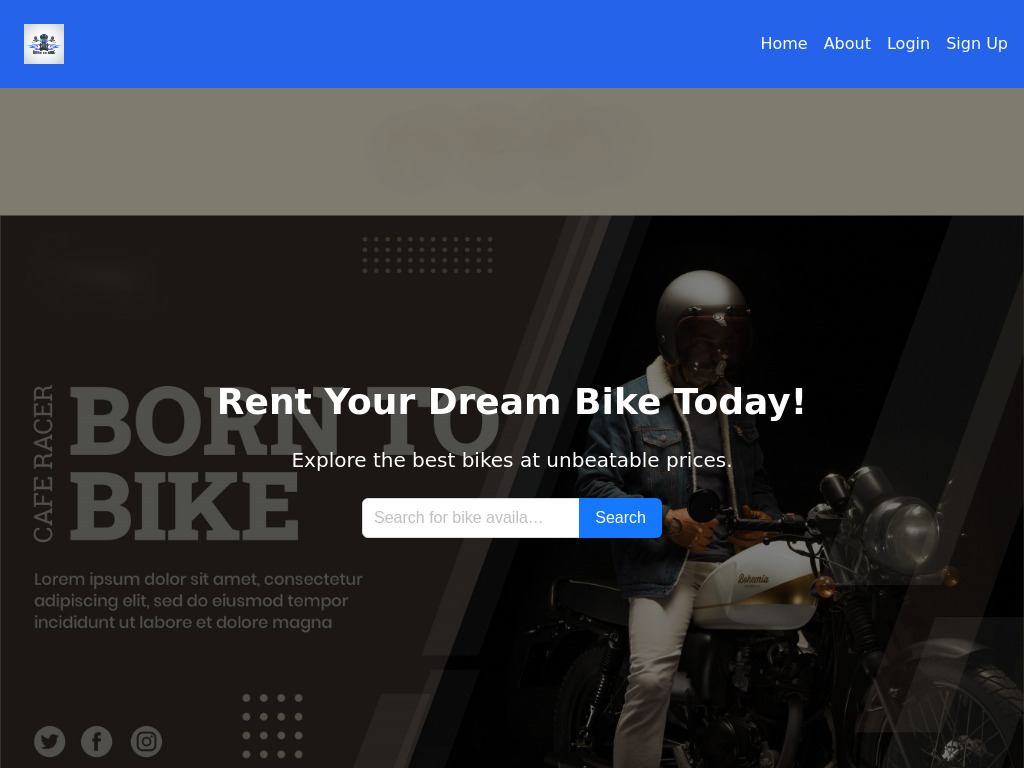 Home About Login Sign Up
CAFE RACER
BORN TO
BIKE
Rent Your Dream Bike Today!
Explore the best bikes at unbeatable prices.
Search for bike availa… Search
Bohemia
Lorem ipsum dolor sit amet, consectetur
adipiscing elit, sed do eiusmod tempor
incididunt ut labore et dolore magna